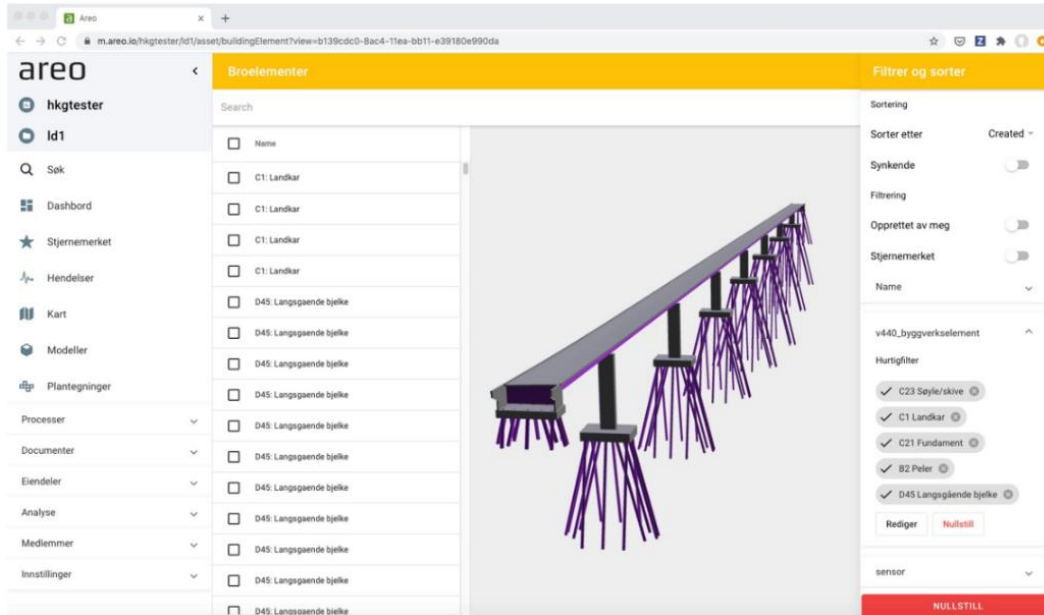 Areo
m.areo.io/hkgtester/ld1/asset/buildingElement?view=b139cdc0-8ac4-11ea-bb11-e39180e990da
areo
hkgtester
ld1
Søk
Dashbord
Stjernemerket
Hendelser
Kart
Modeller
Plantegninger
Processer
Documenter
Eiendeler
Analyse
Medlemmer
Innstillinger
Broelementer
Search
Name
C1: Landkar
C1: Landkar
C1: Landkar
C1: Landkar
D45: Langsgaende bjelke
D45: Langsgaende bjelke
D45: Langsgaende bjelke
D45: Langsgaende bjelke
D45: Langsgaende bjelke
D45: Langsgaende bjelke
D45: Langsgaende bjelke
D45: Langsgaende bjelke
D45: Langsgaende bjelke
D45: Langsgaende bjelke
D45: Langsgaende bjelke
Filtrer og sorter
Sortering
Sorter etter Created
Synkende
Filtrering
Opprettet av meg
Stjernemerket
Name
v440_byggverkselement
Hurtigfilter
C23 Søyle/skive
C1 Landkar
C21 Fundament
B2 Peler
D45 Langsgående bjelke
Rediger Nullstill
sensor
NULLSTILL